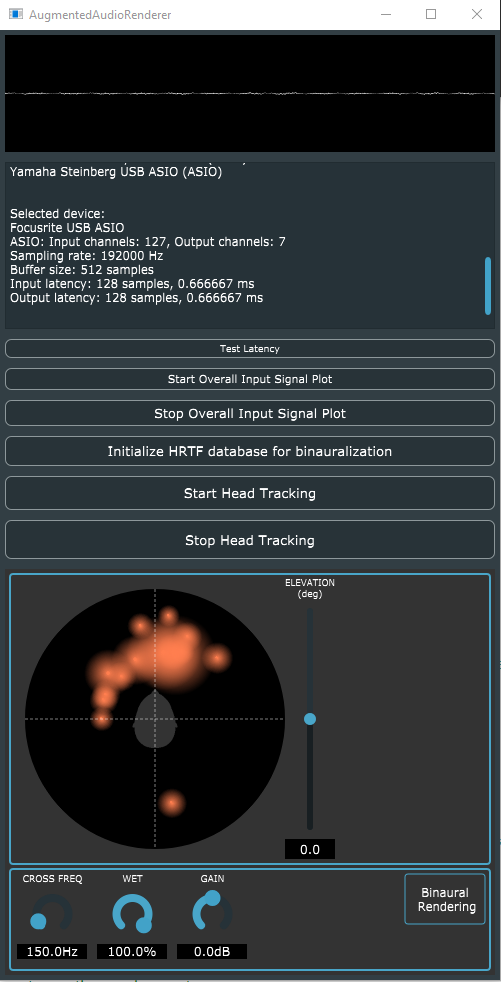 AugmentedAudioRenderer
Yamaha Steinberg USB ASIO (ASIO)
Selected device:
Focusrite USB ASIO
ASIO: Input channels: 127, Output channels: 7
Sampling rate: 192000 Hz
Buffer size: 512 samples
Input latency: 128 samples, 0.666667 ms
Output latency: 128 samples, 0.666667 ms
Test Latency
Start Overall Input Signal Plot
Stop Overall Input Signal Plot
Initialize HRTF database for binauralization
Start Head Tracking
Stop Head Tracking
ELEVATION
(deg)
0.0
CROSS FREQ
WET
GAIN
150.0Hz
100.0%
0.0dB
Binaural
Rendering